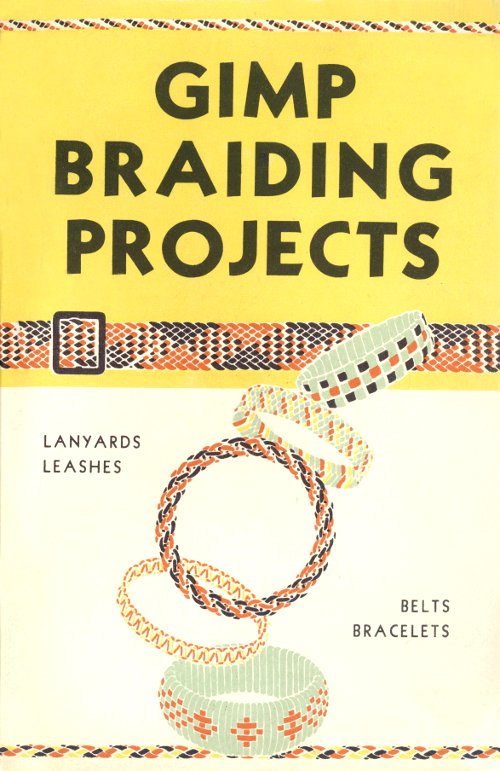 GIMP
BRAIDING
PROJECTS
LANYARDS
LEASHES
BELTS
BRACELETS